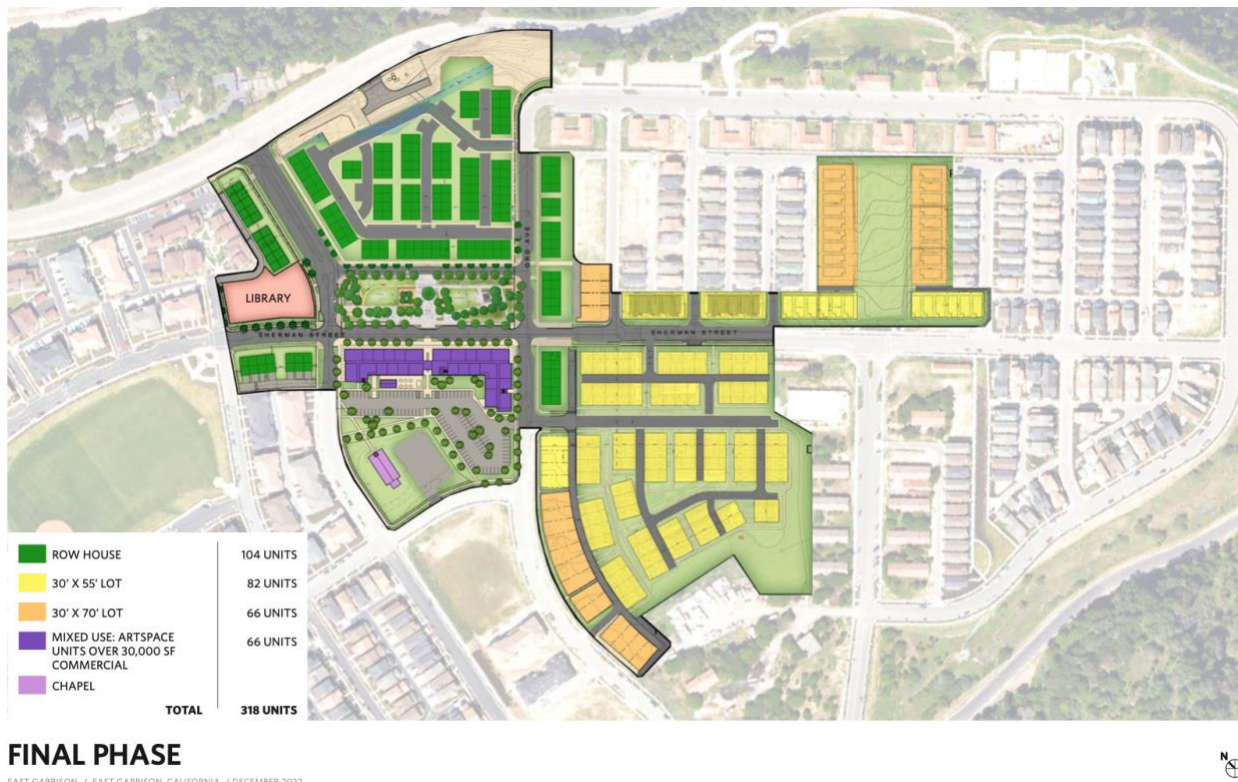 LIBRARY
SHERMAN STREET
SHERMAN STREET
ORD AVE
ROW HOUSE 104 UNITS
30' X 55' LOT 82 UNITS
30' X 70' LOT 66 UNITS
MIXED USE: ARTSPACE 66 UNITS
UNITS OVER 30,000 SF
COMMERCIAL
CHAPEL
TOTAL 318 UNITS
FINAL PHASE
N
EAST GARRISON / EAST GARRISON, CALIFORNIA / DECEMBER 2022